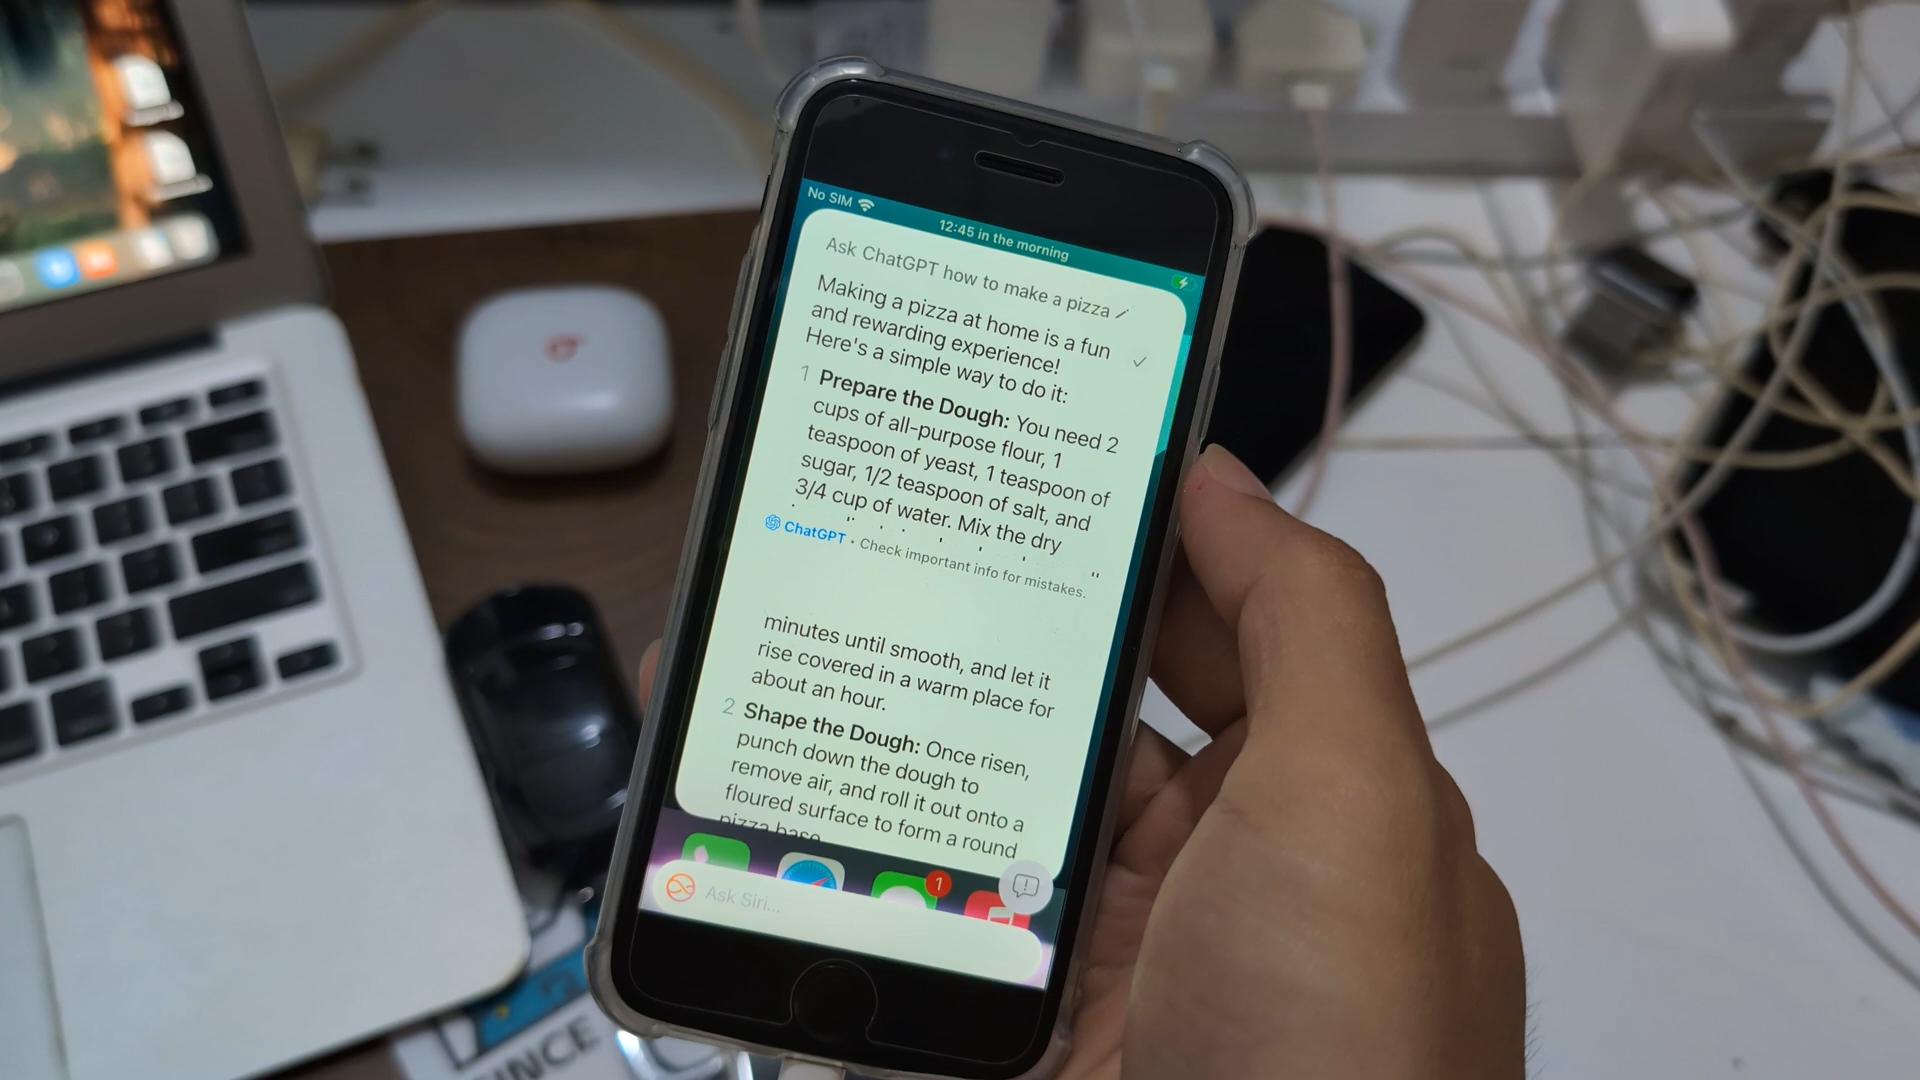 No SIM
12:45 in the morning
Ask ChatGPT how to make a pizza
Making a pizza at home is a fun
and rewarding experience!
Here's a simple way to do it:
1 Prepare the Dough: You need 2
cups of all-purpose flour, 1
teaspoon of yeast, 1 teaspoon of
sugar, 1/2 teaspoon of salt, and
3/4 cup of water. Mix the dry
ChatGPT · Check important info for mistakes.
minutes until smooth, and let it
rise covered in a warm place for
about an hour.
2 Shape the Dough: Once risen,
punch down the dough to
remove air, and roll it out onto a
floured surface to form a round
pizza base
1
Ask Siri...
INCE